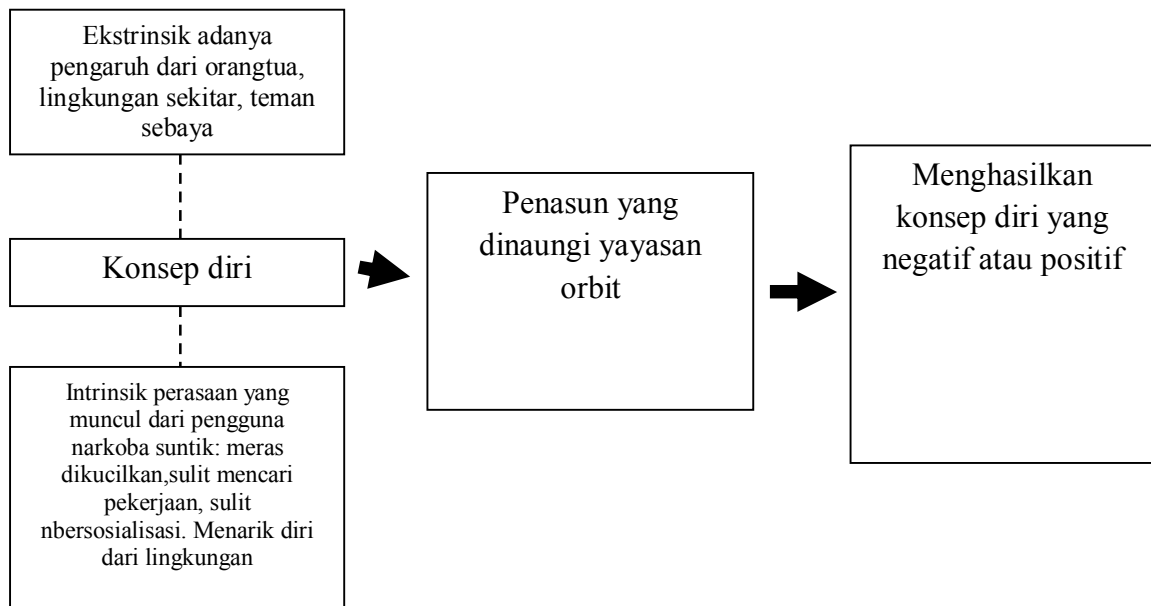 Ekstrinsik adanya
pengaruh dari orangtua,
lingkungan sekitar, teman
sebaya
Konsep diri
Intrinsik perasaan yang
muncul dari pengguna
narkoba suntik: meras
dikucilkan,sulit mencari
pekerjaan, sulit
nbersosialisasi. Menarik diri
dari lingkungan
Penasun yang
dinaungi yayasan
orbit
Menghasilkan
konsep diri yang
negatif atau positif